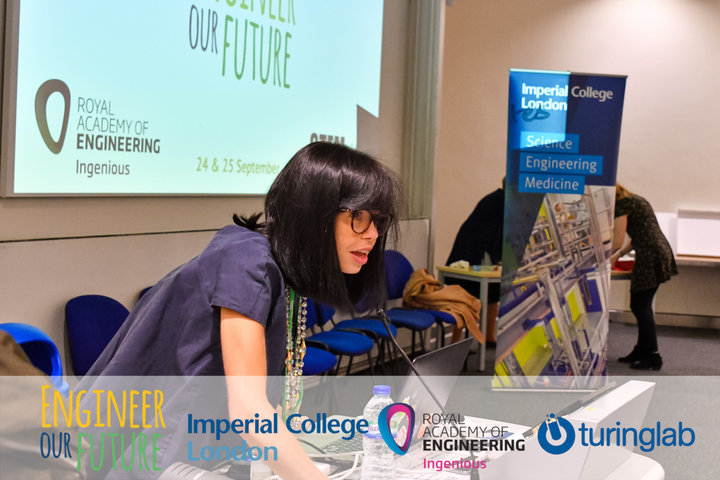 ENGINEER
OUR FUTURE
ROYAL
ACADEMY OF
ENGINEERING
Ingenious
24 & 25 September
Imperial College
London
Science
Engineering
Medicine
ENGINEER
OUR
FUTURE
Imperial College
London
ROYAL
ACADEMY OF
ENGINEERING
Ingenious
turinglab